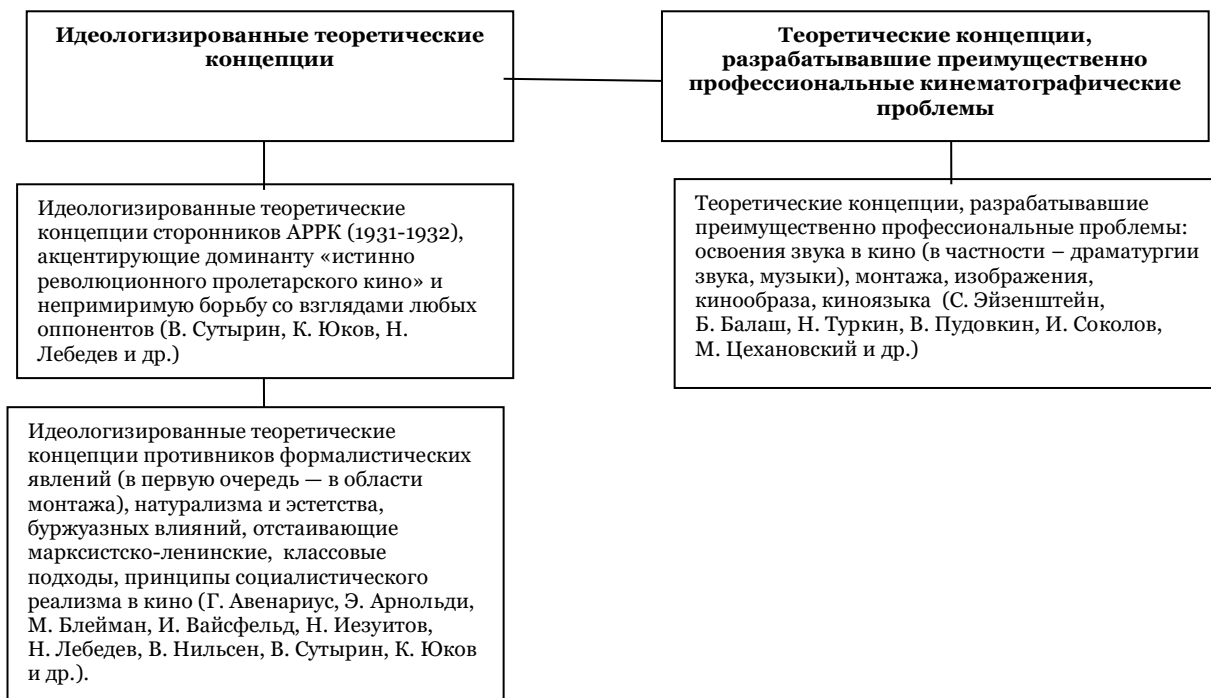 Идеологизированные теоретические
концепции
Теоретические концепции,
разрабатывавшие преимущественно
профессиональные кинематографические
проблемы
Идеологизированные теоретические
концепции сторонников АРРК (1931-1932),
акцентирующие доминанту «истинно
революционного пролетарского кино» и
непримиримую борьбу со взглядами любых
оппонентов (В. Сутырин, К. Юков, Н.
Лебедев и др.)
Теоретические концепции, разрабатывавшие
преимущественно профессиональные проблемы:
освоения звука в кино (в частности – драматургии
звука, музыки), монтажа, изображения,
кинообраза, киноязыка (С. Эйзенштейн,
Б. Балаш, Н. Туркин, В. Пудовкин, И. Соколов,
М. Цехановский и др.)
Идеологизированные теоретические
концепции противников формалистических
явлений (в первую очередь — в области
монтажа), натурализма и эстетства,
буржуазных влияний, отстаивающие
марксистско-ленинские, классовые
подходы, принципы социалистического
реализма в кино (Г. Авенариус, Э. Арнольди,
М. Блейман, И. Вайсфельд, Н. Иезуитов,
Н. Лебедев, В. Нильсен, В. Сутырин, К. Юков
и др.).